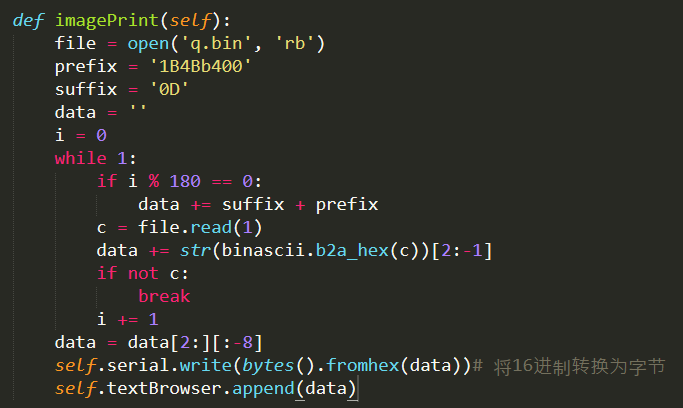 def imagePrint(self):
    file = open('q.bin', 'rb')
    prefix = '1B4Bb400'
    suffix = '0D'
    data = ''
    i = 0
    while 1:
        if i % 180 == 0:
            data += suffix + prefix
        c = file.read(1)
        data += str(binascii.b2a_hex(c))[2:-1]
        if not c:
            break
        i += 1
    data = data[2:][:-8]
    self.serial.write(bytes().fromhex(data))# 将16进制转换为字节
    self.textBrowser.append(data)